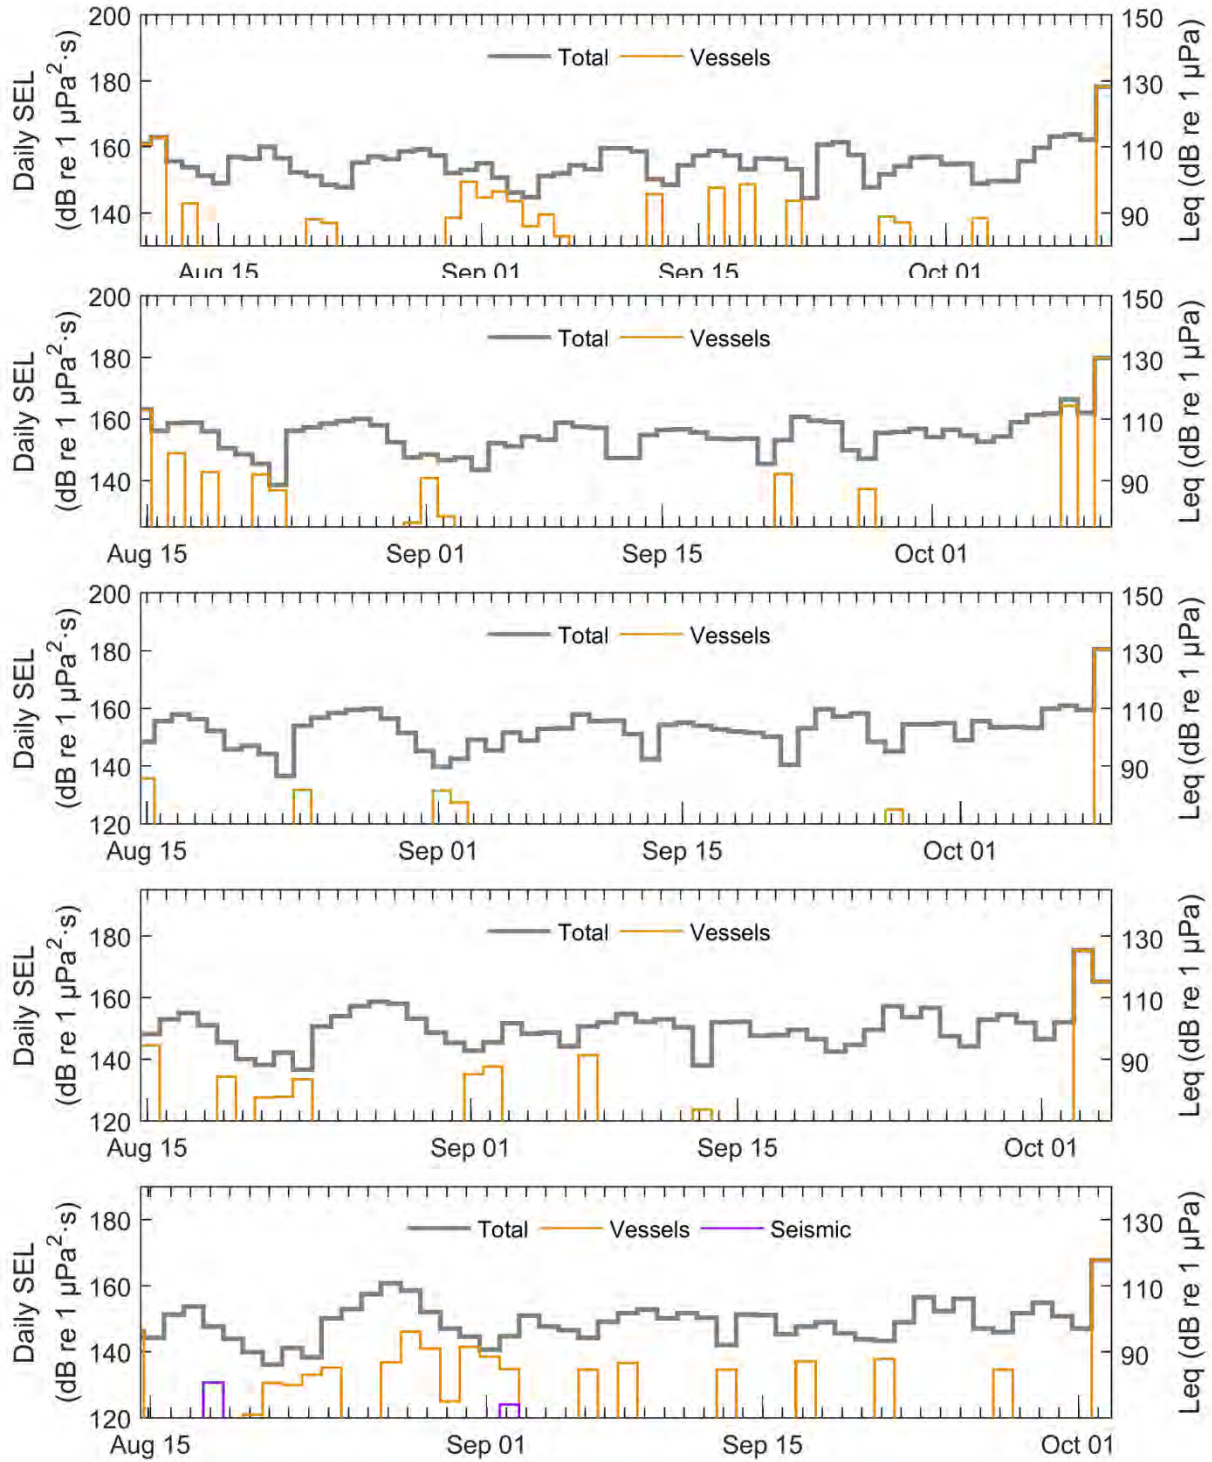 200
180
160
140
Daily SEL
(dB re 1 µPa²·s)
Total Vessels
150
130
110
90
Leq (dB re 1 µPa)
Aug 15 Sep 01 Sep 15 Oct 01
200
180
160
140
Daily SEL
(dB re 1 µPa²·s)
Total Vessels
150
130
110
90
Leq (dB re 1 µPa)
Aug 15 Sep 01 Sep 15 Oct 01
200
180
160
140
120
Daily SEL
(dB re 1 µPa²·s)
Total Vessels
150
130
110
90
Leq (dB re 1 µPa)
Aug 15 Sep 01 Sep 15 Oct 01
180
160
140
120
Daily SEL
(dB re 1 µPa²·s)
Total Vessels
130
110
90
Leq (dB re 1 µPa)
Aug 15 Sep 01 Sep 15 Oct 01
180
160
140
120
Daily SEL
(dB re 1 µPa²·s)
Total Vessels Seismic
130
110
90
Leq (dB re 1 µPa)
Aug 15 Sep 01 Sep 15 Oct 01